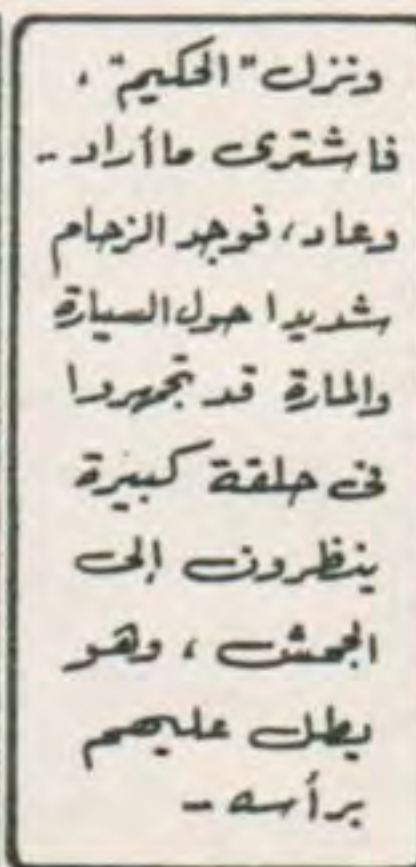 ونزل "الحكيم"،
فاشترى ما أراد --
وعاد، فوجد الزحام
شديدا حول السيارة
والمارة قد تجمهروا
فى حلقة كبيرة
ينظرون إلى
الجحش، وهو
يطل عليهم
برأسه --